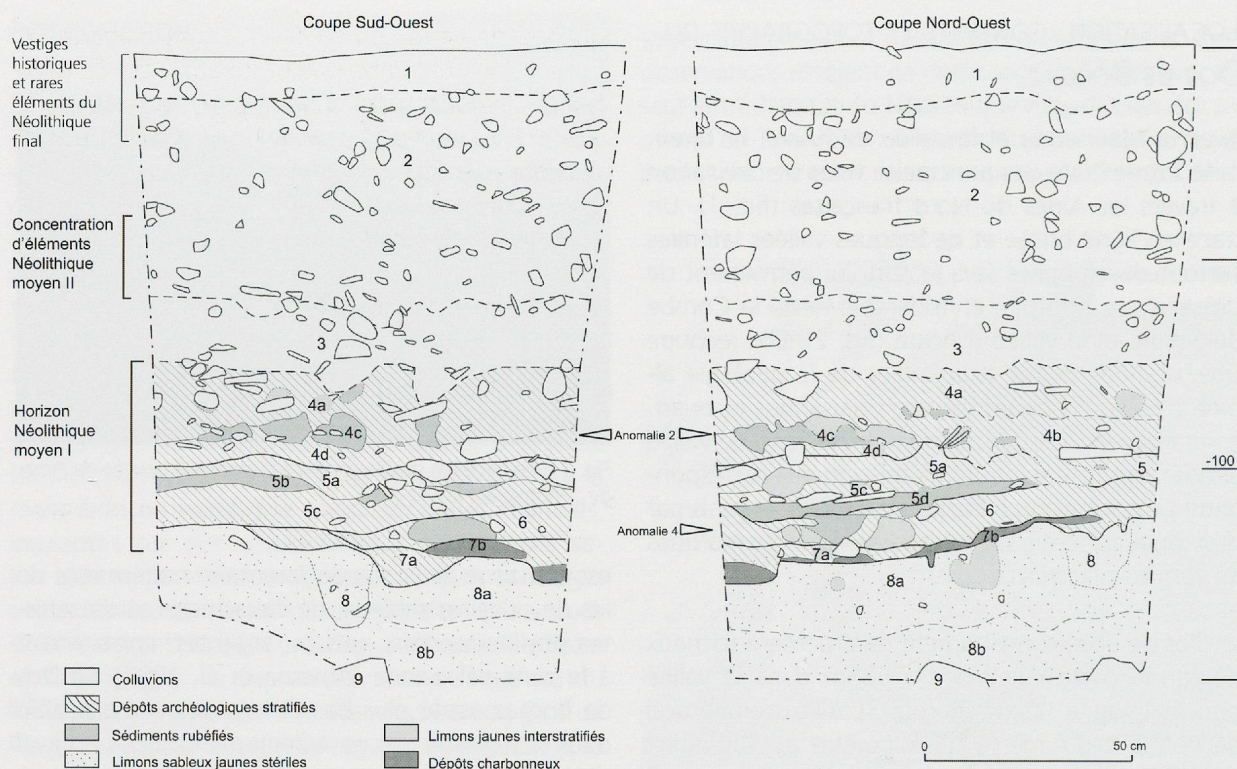 Coupe Sud-Ouest
Coupe Nord-Ouest
Vestiges
historiques
et rares
éléments du
Néolithique
final
Concentration
d'éléments
Néolithique
moyen II
Horizon
Néolithique
moyen I
1
2
3
4a
4c
4d
5a
5b
5c
6
7b
7a
8
8a
8b
9
Anomalie 2
Anomalie 4
1
2
3
4a
4c
4b
4d
5a
5
5c
5d
6
7b
7a
8
8a
8b
9
-100
Colluvions
Dépôts archéologiques stratifiés
Sédiments rubéfiés
Limons sableux jaunes stériles
Limons jaunes interstratifiés
Dépôts charbonneux
0
50 cm